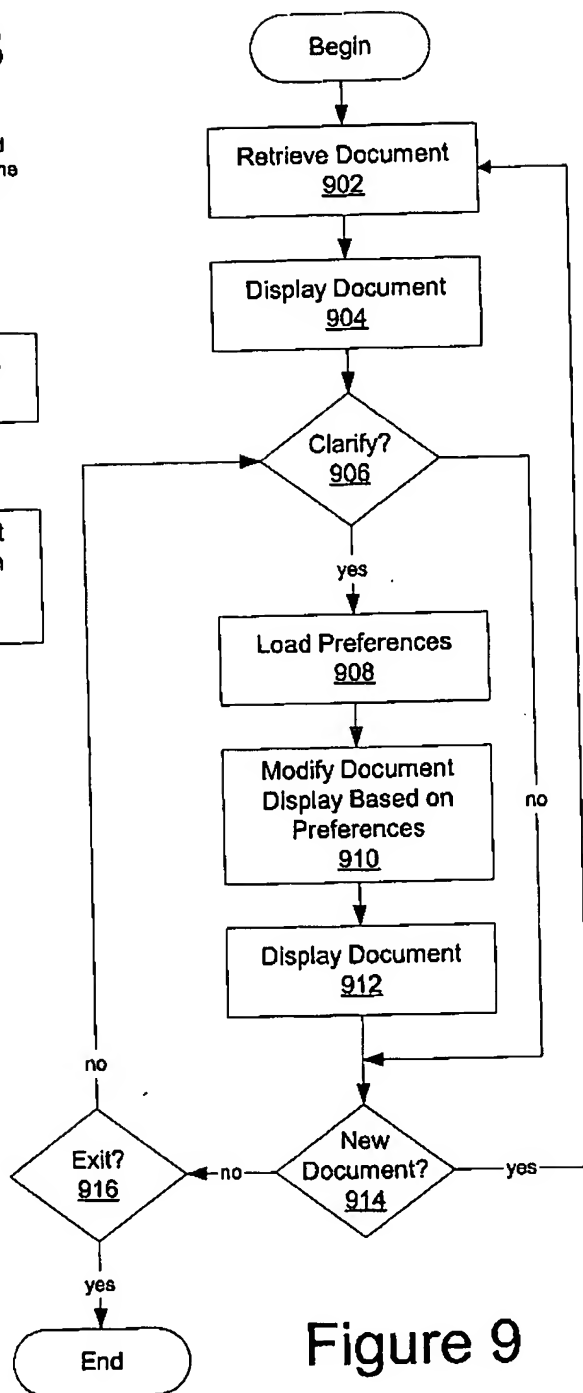 Begin
Retrieve Document
902
Display Document
904
Clarify?
906
yes
no
Load Preferences
908
Modify Document
Display Based on
Preferences
910
Display Document
912
no
New
Document?
914
yes
no
Exit?
916
yes
End
Figure 9